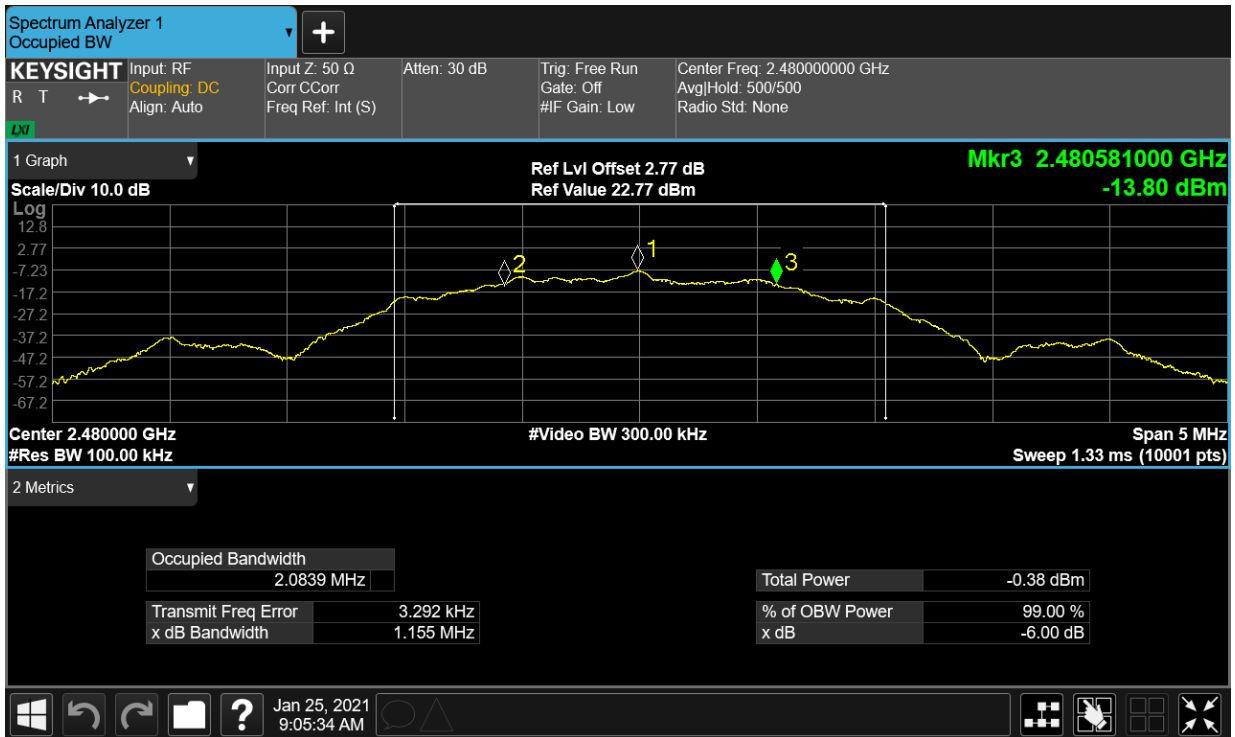 Spectrum Analyzer 1
Occupied BW
KEYSIGHT
R T
LXI
Input: RF
Coupling: DC
Align: Auto
Input Z: 50 Ω
Corr CCorr
Freq Ref: Int (S)
Atten: 30 dB
Trig: Free Run
Gate: Off
#IF Gain: Low
Center Freq: 2.480000000 GHz
Avg|Hold: 500/500
Radio Std: None
1 Graph
Scale/Div 10.0 dB
Ref Lvl Offset 2.77 dB
Ref Value 22.77 dBm
Mkr3 2.480581000 GHz
-13.80 dBm
Log
12.8
2.77
-7.23
-17.2
-27.2
-37.2
-47.2
-57.2
-67.2
2
1
3
Center 2.480000 GHz
#Video BW 300.00 kHz
Span 5 MHz
#Res BW 100.00 kHz
Sweep 1.33 ms (10001 pts)
2 Metrics
Occupied Bandwidth
2.0839 MHz
Transmit Freq Error 3.292 kHz
x dB Bandwidth 1.155 MHz
Total Power -0.38 dBm
% of OBW Power 99.00 %
x dB -6.00 dB
?
Jan 25, 2021
9:05:34 AM